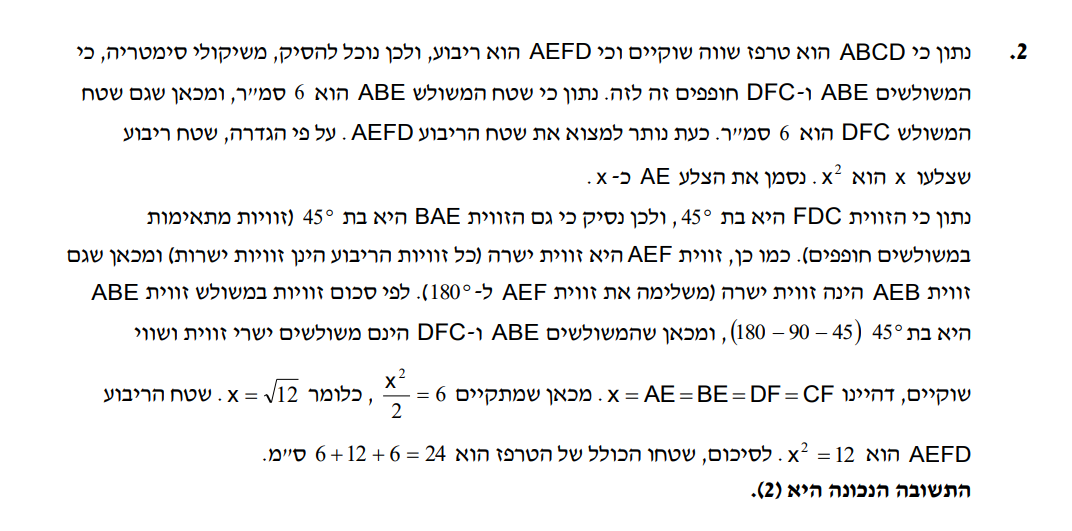 2. נתון כי ABCD הוא טרפז שווה שוקיים וכי AEFD הוא ריבוע, ולכן נוכל להסיק, משיקולי סימטריה, כי
המשולשים ABE ו-DFC חופפים זה לזה. נתון כי שטח המשולש ABE הוא 6 סמ״ר, ומכאן שגם שטח
המשולש DFC הוא 6 סמ״ר. כעת נותר למצוא את שטח הריבוע AEFD. על פי הגדרה, שטח ריבוע
שצלעו x הוא x². נסמן את הצלע AE כ-x.
נתון כי הזווית FDC היא בת 45°, ולכן נסיק כי גם הזווית BAE היא בת 45° (זוויות מתאימות
במשולשים חופפים). כמו כן, זווית AEF היא זווית ישרה (כל זוויות הריבוע הינן זוויות ישרות) ומכאן שגם
זווית AEB הינה זווית ישרה (משלימה את זווית AEF ל-180°). לפי סכום זוויות במשולש זווית ABE
היא בת 45° (180 − 90 − 45), ומכאן שהמשולשים ABE ו-DFC הינם משולשים ישרי זווית ושווי
שוקיים, דהיינו x = AE = BE = DF = CF. מכאן שמתקיים x²/2 = 6, כלומר x = √12. שטח הריבוע
AEFD הוא x² = 12. לסיכום, שטחו הכולל של הטרפז הוא 6 + 12 + 6 = 24 ס״מ.
התשובה הנכונה היא (2).